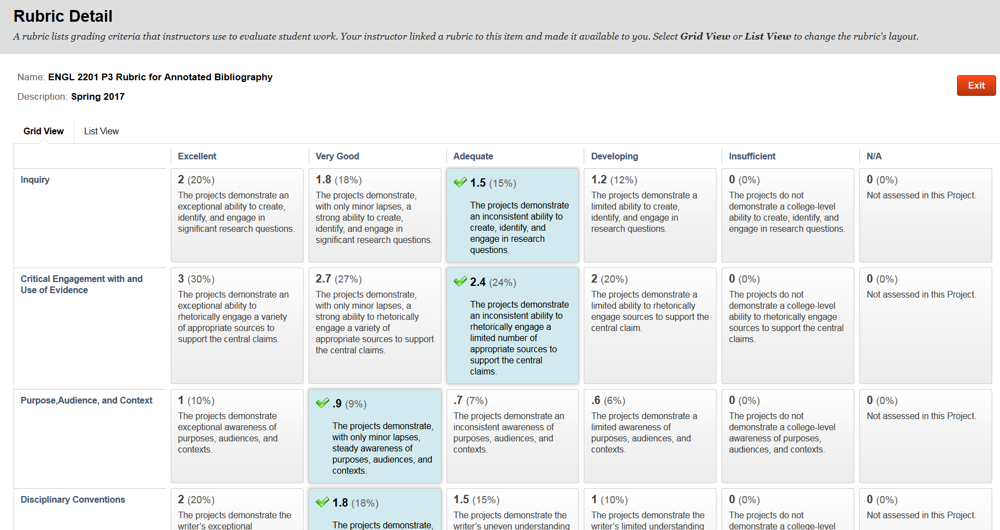 Rubric Detail
A rubric lists grading criteria that instructors use to evaluate student work. Your instructor linked a rubric to this item and made it available to you. Select Grid View or List View to change the rubric's layout.
Name: ENGL 2201 P3 Rubric for Annotated Bibliography
Exit
Description: Spring 2017
Grid View
List View
Excellent
Very Good
Adequate
Developing
Insufficient
N/A
Inquiry
2 (20%)
The projects demonstrate an
exceptional ability to create,
identify, and engage in
significant research questions.
1.8 (18%)
The projects demonstrate,
with only minor lapses, a
strong ability to create,
identify, and engage in
significant research questions.
1.5 (15%)
The projects demonstrate
an inconsistent ability to
create, identify, and
engage in research
questions.
1.2 (12%)
The projects demonstrate a
limited ability to create,
identify, and engage in
research questions.
0 (0%)
The projects do not
demonstrate a college-level
ability to create, identify, and
engage in research questions.
0 (0%)
Not assessed in this Project.
Critical Engagement with and
Use of Evidence
3 (30%)
The projects demonstrate an
exceptional ability to
rhetorically engage a variety
of appropriate sources to
support the central claims.
2.7 (27%)
The projects demonstrate,
with only minor lapses, a
strong ability to rhetorically
engage a variety of
appropriate sources to support
the central claims.
2.4 (24%)
The projects demonstrate
an inconsistent ability to
rhetorically engage a
limited number of
appropriate sources to
support the central
claims.
2 (20%)
The projects demonstrate a
limited ability to rhetorically
engage sources to support the
central claim.
0 (0%)
The projects do not
demonstrate a college-level
ability to rhetorically engage
sources to support the central
claims.
0 (0%)
Not assessed in this Project.
Purpose,Audience, and Context
1 (10%)
The projects demonstrate
exceptional awareness of
purposes, audiences, and
contexts.
.9 (9%)
The projects demonstrate,
with only minor lapses,
steady awareness of
purposes, audiences, and
contexts.
.7 (7%)
The projects demonstrate an
inconsistent awareness of
purposes, audiences, and
contexts.
.6 (6%)
The projects demonstrate a
limited awareness of
purposes, audiences, and
contexts.
0 (0%)
The projects do not
demonstrate a college-level
awareness of purposes,
audiences, and contexts.
0 (0%)
Not assessed in this Project.
Disciplinary Conventions
2 (20%)
The projects demonstrate the
writer's exceptional
1.8 (18%)
The projects demonstrate,
1.5 (15%)
The projects demonstrate the
writer's uneven understanding
1 (10%)
The projects demonstrate the
writer's limited understanding
0 (0%)
The projects do not
demonstrate a college-level
0 (0%)
Not assessed in this Project.